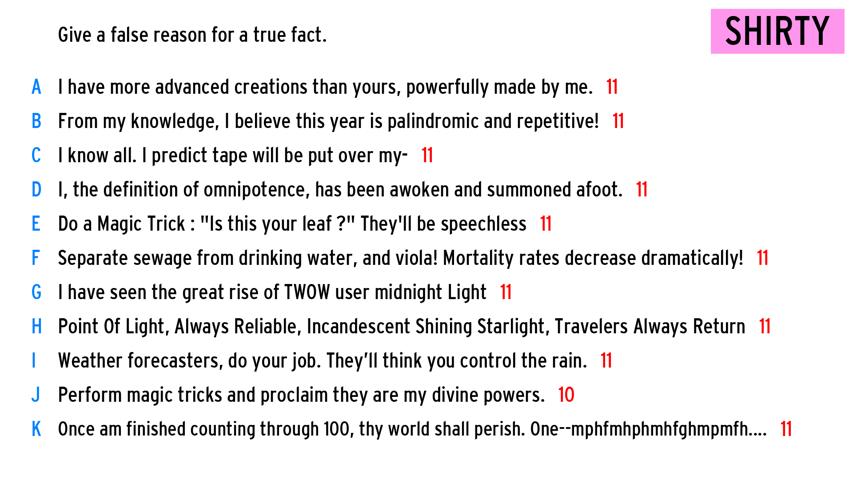 Give a false reason for a true fact.
SHIRTY
A I have more advanced creations than yours, powerfully made by me. 11
B From my knowledge, I believe this year is palindromic and repetitive! 11
C I know all. I predict tape will be put over my- 11
D I, the definition of omnipotence, has been awoken and summoned afoot. 11
E Do a Magic Trick : "Is this your leaf ?" They'll be speechless 11
F Separate sewage from drinking water, and viola! Mortality rates decrease dramatically! 11
G I have seen the great rise of TWOW user midnight Light 11
H Point Of Light, Always Reliable, Incandescent Shining Starlight, Travelers Always Return 11
I Weather forecasters, do your job. They'll think you control the rain. 11
J Perform magic tricks and proclaim they are my divine powers. 10
K Once am finished counting through 100, thy world shall perish. One--mphfmhphmhfghmpmfh.... 11